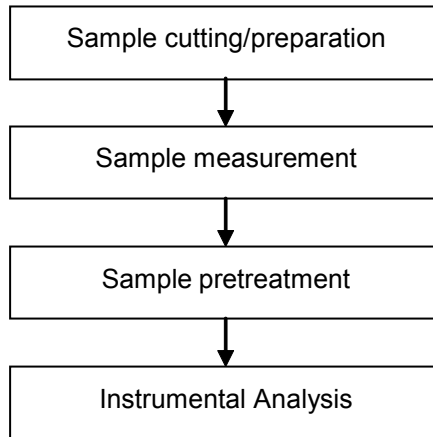 Sample cutting/preparation
Sample measurement
Sample pretreatment
Instrumental Analysis